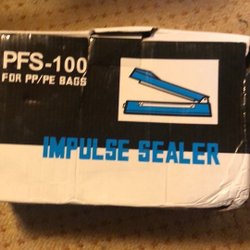 PFS-100
FOR PP/PE BAGS
IMPULSE SEALER